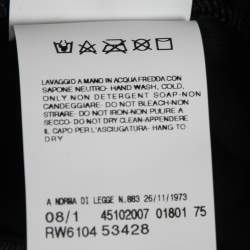 LAVAGGIO A MANO IN ACQUA FREDDA CON
SAPONE NEUTRO- HAND WASH, COLD,
ONLY NON DETERGENT SOAP-NON
CANDEGGIARE- DO NOT BLEACH-NON
STIRARE- DO NOT IRON-NON PULIRE A
SECCO- DO NOT DRY CLEAN-APPENDERE
IL CAPO PER L'ASCIUGATURA- HANG TO
DRY
A NORMA DI LEGGE N.883 26/11/1973
08/1 45102007 01801 75
RW6104 53428